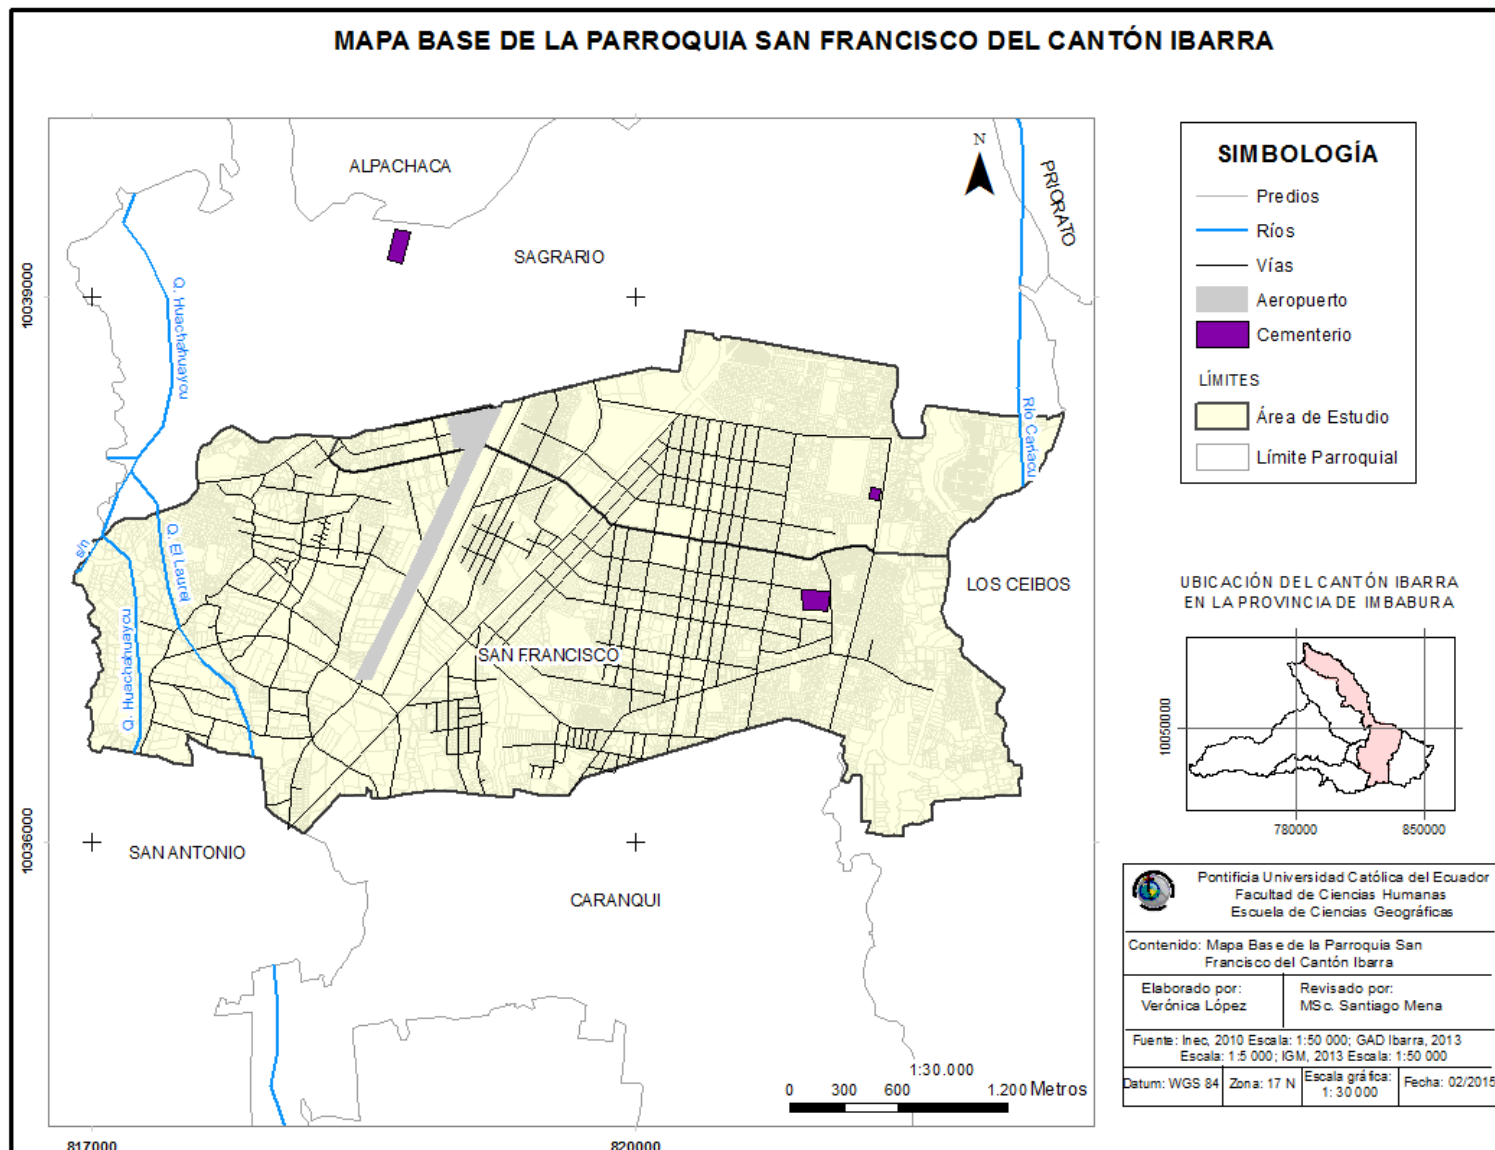 MAPA BASE DE LA PARROQUIA SAN FRANCISCO DEL CANTÓN IBARRA
ALPACHACA
N
PRIORATO
SAGRARIO
10039000
Q. Huachahuaycu
Río Cariacu
s/n
Q. El Laurel
LOS CEIBOS
Q. Huachahuaycu
SAN FRANCISCO
10036000
SAN ANTONIO
CARANQUI
1:30.000
0 300 600 1.200 Metros
817000 820000
SIMBOLOGÍA
Predios
Ríos
Vías
Aeropuerto
Cementerio
LÍMITES
Área de Estudio
Límite Parroquial
UBICACIÓN DEL CANTÓN IBARRA
EN LA PROVINCIA DE IMBABURA
10050000
780000 850000
Pontificia Universidad Católica del Ecuador
Facultad de Ciencias Humanas
Escuela de Ciencias Geográficas
Contenido: Mapa Base de la Parroquia San
Francisco del Cantón Ibarra
Elaborado por:
Verónica López
Revisado por:
MSc. Santiago Mena
Fuente: Inec, 2010 Escala: 1:50 000; GAD Ibarra, 2013
Escala: 1:5 000; IGM, 2013 Escala: 1:50 000
Datum: WGS 84
Zona: 17 N
Escala gráfica:
1: 30 000
Fecha: 02/2015